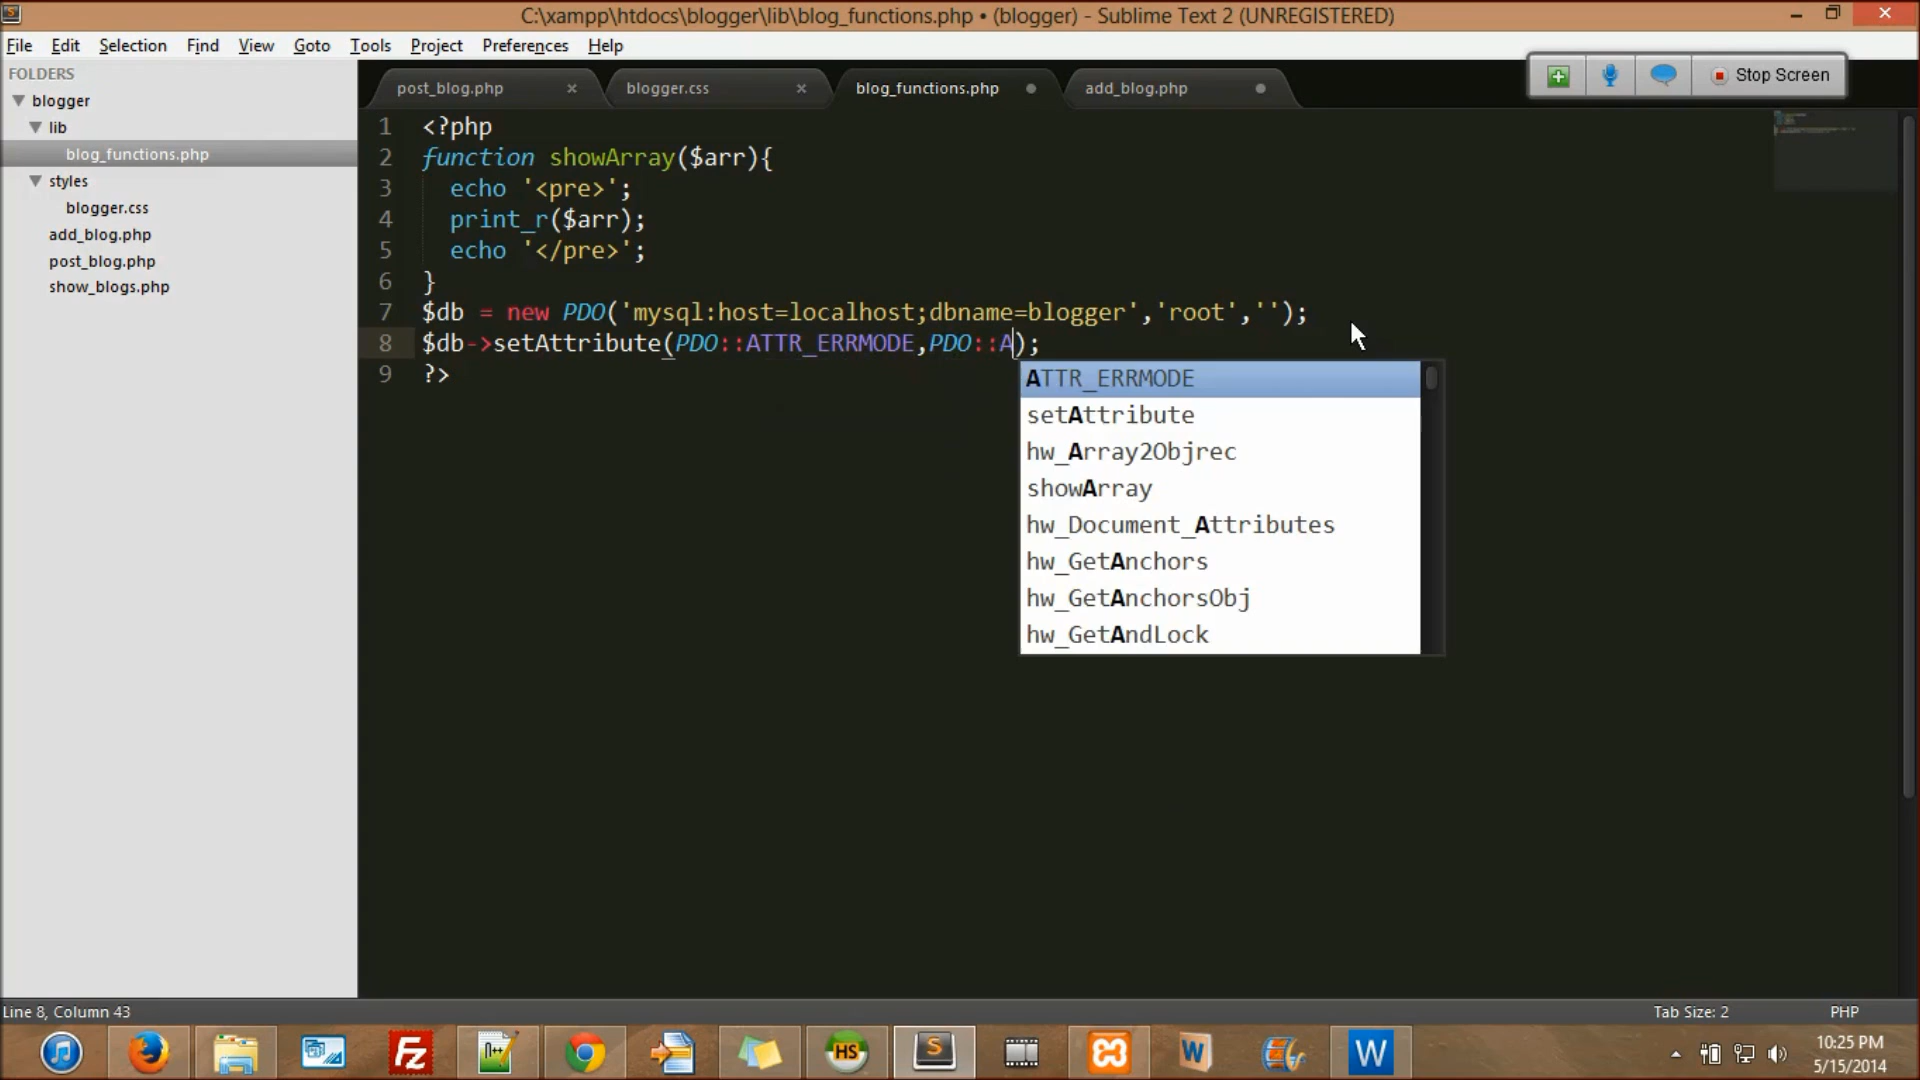 C:\xampp\htdocs\blogger\lib\blog_functions.php • (blogger) - Sublime Text 2 (UNREGISTERED)
File Edit Selection Find View Goto Tools Project Preferences Help
FOLDERS
blogger
lib
blog_functions.php
styles
blogger.css
add_blog.php
post_blog.php
show_blogs.php
post_blog.php × blogger.css × blog_functions.php add_blog.php
Stop Screen
1 <?php
2 function showArray($arr){
3 echo '<pre>';
4 print_r($arr);
5 echo '</pre>';
6 }
7 $db = new PDO('mysql:host=localhost;dbname=blogger','root','');
8 $db->setAttribute(PDO::ATTR_ERRMODE,PDO::A);
9 ?>
ATTR_ERRMODE
setAttribute
hw_Array2Objrec
showArray
hw_Document_Attributes
hw_GetAnchors
hw_GetAnchorsObj
hw_GetAndLock
Line 8, Column 43 Tab Size: 2 PHP
FZ n++ HS S W W
10:25 PM
5/15/2014